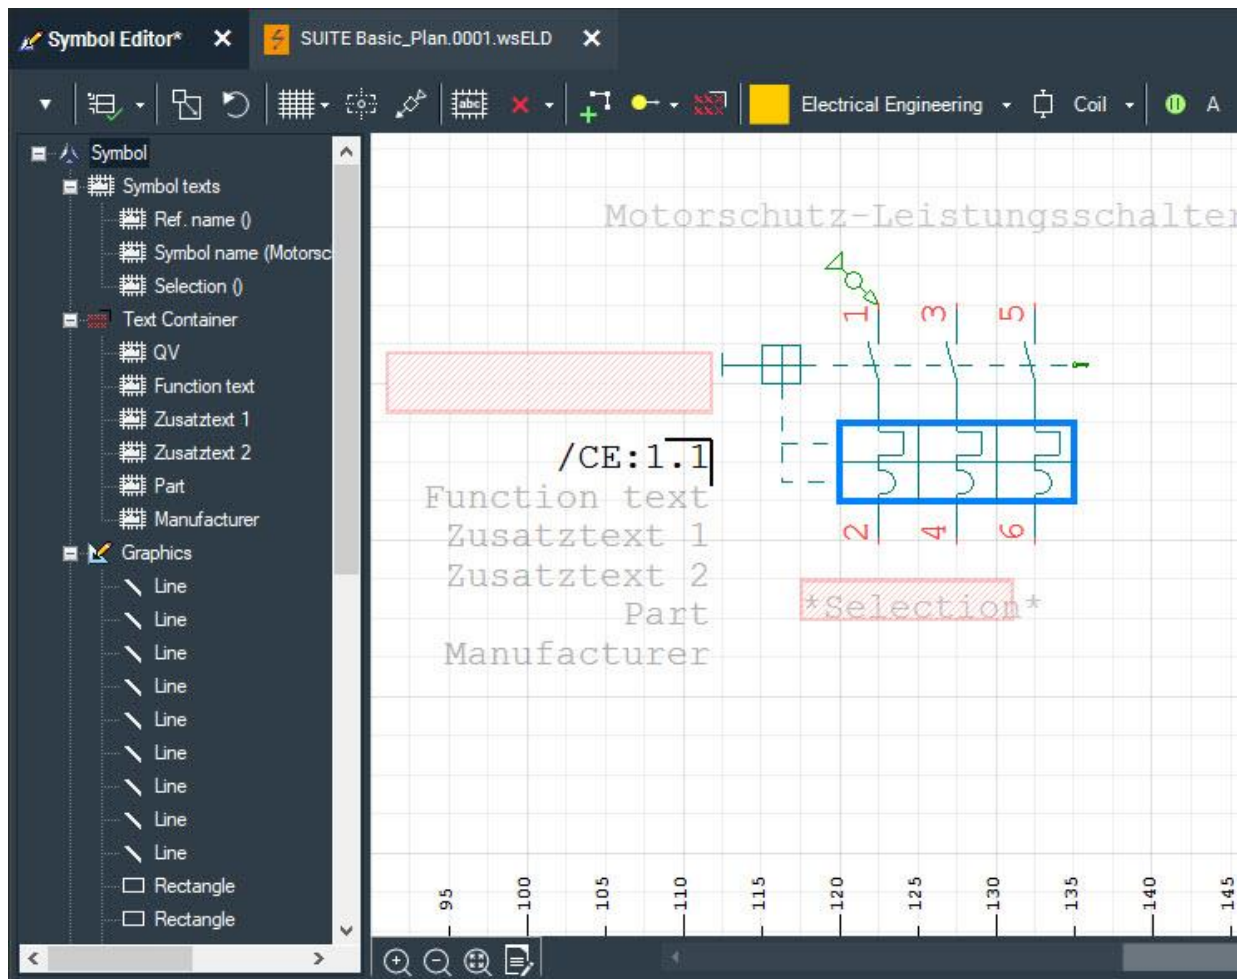 Symbol Editor*
SUITE Basic_Plan.0001.wsELD
abc
Electrical Engineering
Coil
A
Symbol
Symbol texts
Ref. name ()
Symbol name (Motorsc
Selection ()
Text Container
QV
Function text
Zusatztext 1
Zusatztext 2
Part
Manufacturer
Graphics
Line
Line
Line
Line
Line
Line
Line
Line
Line
Rectangle
Rectangle
Motorschutz-Leistungsschalter
1 3 5
/CE:1.1
Function text
Zusatztext 1
Zusatztext 2
Part
Manufacturer
2 4 6
*Selection*
95 100 105 110 115 120 125 130 135 140 145